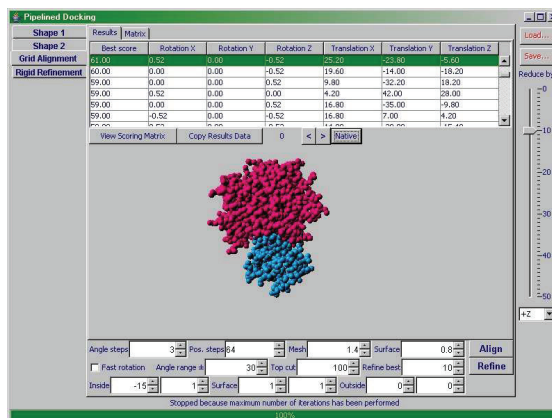 Pipelined Docking
Shape 1
Shape 2
Grid Alignment
Rigid Refinement
Results Matrix
Best score Rotation X Rotation Y Rotation Z Translation X Translation Y Translation Z
61.00 0.52 0.00 -0.52 25.20 -23.80 -5.60
60.00 0.00 0.00 -0.52 19.60 -14.00 -18.20
59.00 0.52 0.00 0.52 9.80 -32.20 18.20
59.00 0.52 0.00 0.00 4.20 42.00 28.00
59.00 0.00 0.00 0.52 16.80 -35.00 -9.80
59.00 -0.52 0.00 -0.52 16.80 7.00 4.20
View Scoring Matrix Copy Results Data 0 < > Native
Load...
Save...
Reduce by
0
-10
-20
-30
-40
-50
+Z
Angle steps 3 Pos. steps 64 Mesh 1.4 Surface 0.8 Align
Fast rotation Angle range ± 30 Top cut 100 Refine best 10 Refine
Inside -15 1 Surface 1 1 Outside 0 0
Stopped because maximum number of iterations has been performed
100%